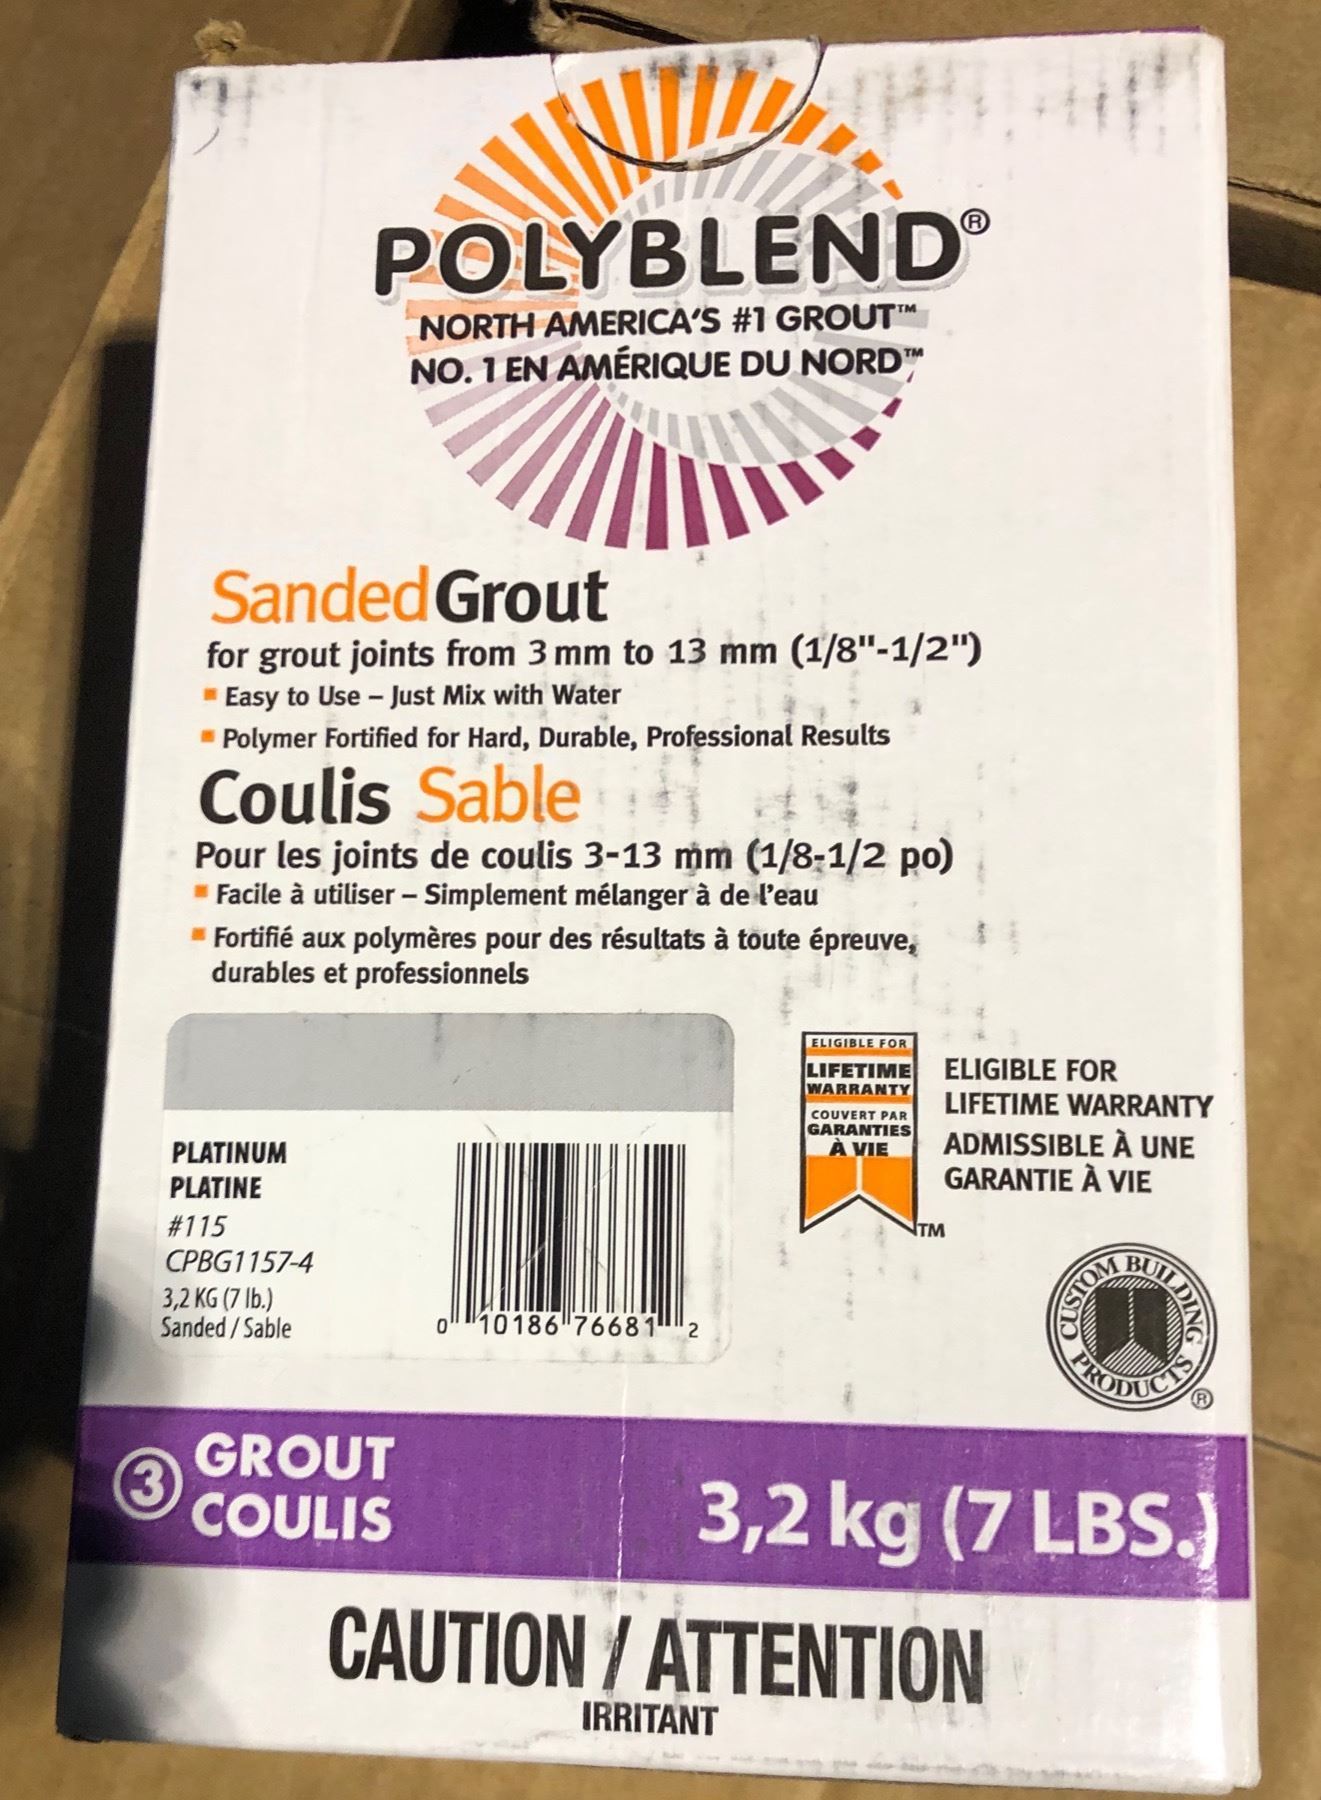 POLYBLEND®
NORTH AMERICA'S #1 GROUT™
NO. 1 EN AMÉRIQUE DU NORD™
Sanded Grout
for grout joints from 3 mm to 13 mm (1/8"-1/2")
▪ Easy to Use – Just Mix with Water
▪ Polymer Fortified for Hard, Durable, Professional Results
Coulis Sable
Pour les joints de coulis 3-13 mm (1/8-1/2 po)
▪ Facile à utiliser – Simplement mélanger à de l'eau
▪ Fortifié aux polymères pour des résultats à toute épreuve,
durables et professionnels
PLATINUM
PLATINE
#115
CPBG1157-4
3,2 KG (7 lb.)
Sanded / Sable
0 10186 76681 2
ELIGIBLE FOR
LIFETIME
WARRANTY
COUVERT PAR
GARANTIES
À VIE
TM
ELIGIBLE FOR
LIFETIME WARRANTY
ADMISSIBLE À UNE
GARANTIE À VIE
CUSTOM BUILDING
PRODUCTS
®
3 GROUT
COULIS
3,2 kg (7 LBS.)
CAUTION / ATTENTION
IRRITANT